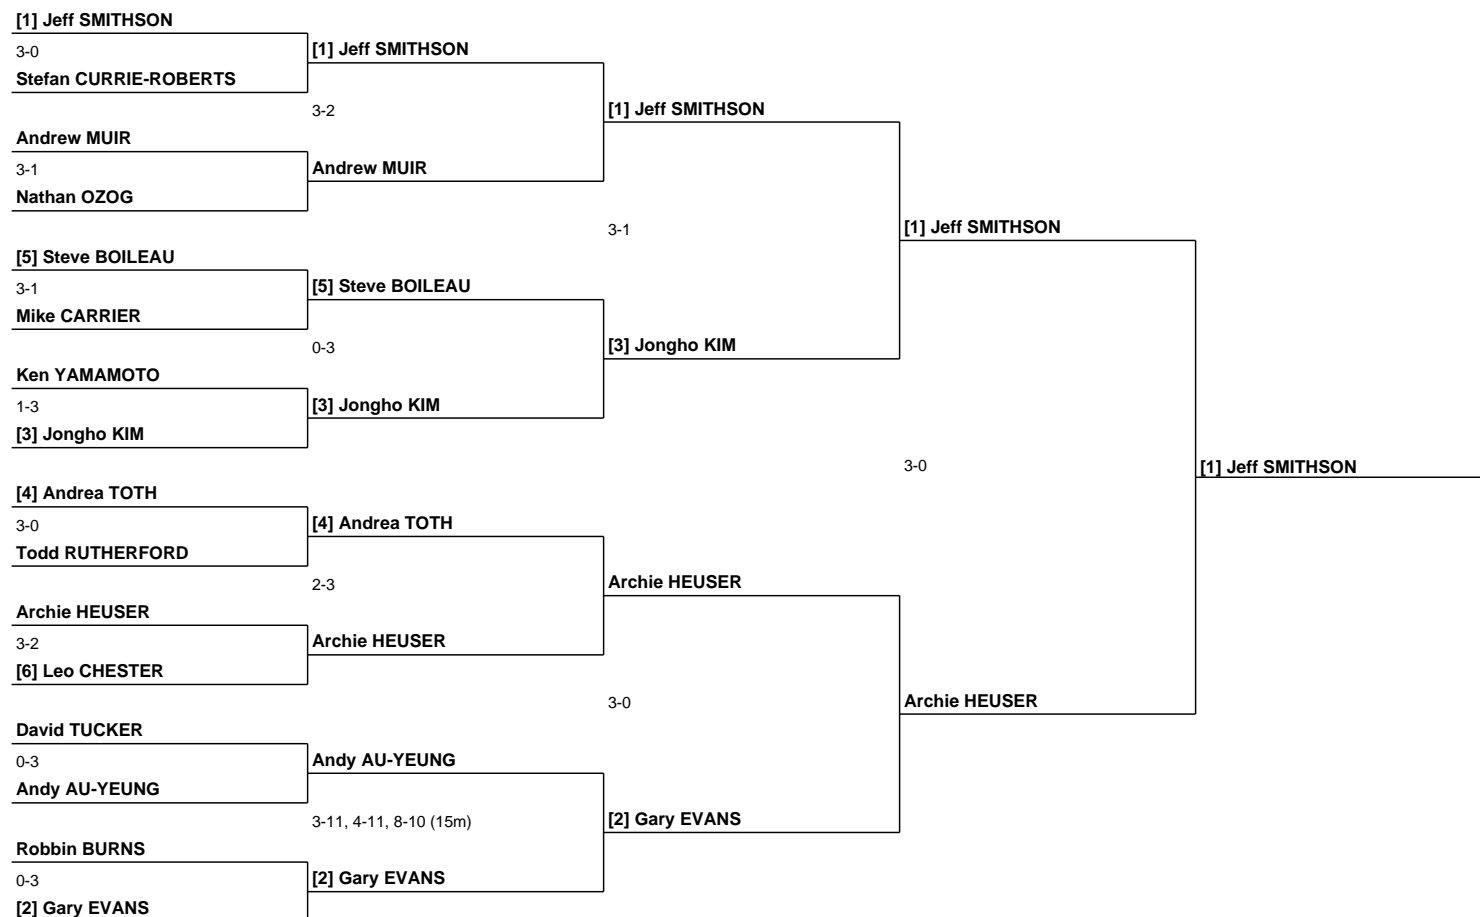 [1] Jeff SMITHSON
3-0
Stefan CURRIE-ROBERTS
Andrew MUIR
3-1
Nathan OZOG
[5] Steve BOILEAU
3-1
Mike CARRIER
Ken YAMAMOTO
1-3
[3] Jongho KIM
[4] Andrea TOTH
3-0
Todd RUTHERFORD
Archie HEUSER
3-2
[6] Leo CHESTER
David TUCKER
0-3
Andy AU-YEUNG
Robbin BURNS
0-3
[2] Gary EVANS
[1] Jeff SMITHSON
3-2
Andrew MUIR
[5] Steve BOILEAU
0-3
[3] Jongho KIM
[4] Andrea TOTH
2-3
Archie HEUSER
Andy AU-YEUNG
3-11, 4-11, 8-10 (15m)
[2] Gary EVANS
[1] Jeff SMITHSON
3-1
[3] Jongho KIM
Archie HEUSER
3-0
[2] Gary EVANS
[1] Jeff SMITHSON
3-0
Archie HEUSER
[1] Jeff SMITHSON